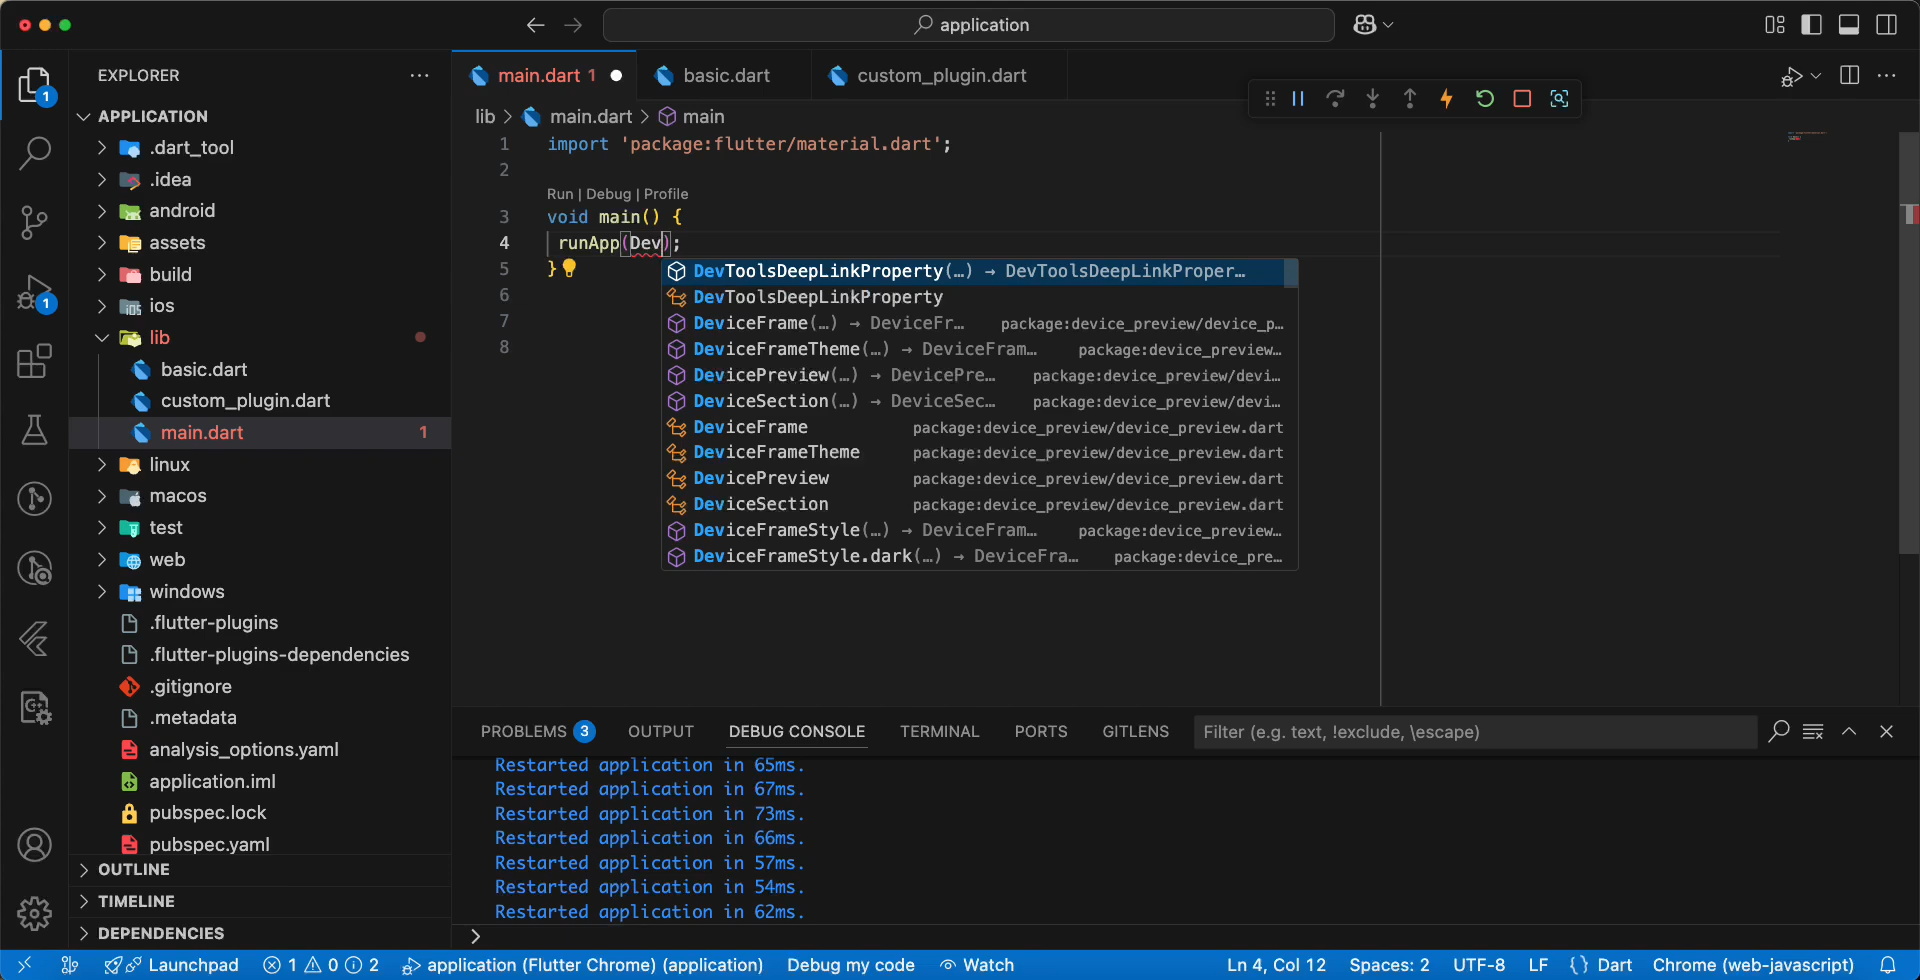 application
EXPLORER
main.dart 1
basic.dart
custom_plugin.dart
1
APPLICATION
.dart_tool
.idea
android
assets
build
ios
lib
basic.dart
custom_plugin.dart
main.dart 1
linux
macos
test
web
windows
.flutter-plugins
.flutter-plugins-dependencies
.gitignore
.metadata
analysis_options.yaml
application.iml
pubspec.lock
pubspec.yaml
OUTLINE
TIMELINE
DEPENDENCIES
1
lib > main.dart > main
1 import 'package:flutter/material.dart';
2
Run | Debug | Profile
3 void main() {
4 runApp(Dev);
5 }
6
7
8
DevToolsDeepLinkProperty(…) → DevToolsDeepLinkProper…
DevToolsDeepLinkProperty
DeviceFrame(…) → DeviceFr… package:device_preview/device_p…
DeviceFrameTheme(…) → DeviceFram… package:device_preview…
DevicePreview(…) → DevicePre… package:device_preview/devi…
DeviceSection(…) → DeviceSec… package:device_preview/devi…
DeviceFrame package:device_preview/device_preview.dart
DeviceFrameTheme package:device_preview/device_preview.dart
DevicePreview package:device_preview/device_preview.dart
DeviceSection package:device_preview/device_preview.dart
DeviceFrameStyle(…) → DeviceFram… package:device_preview…
DeviceFrameStyle.dark(…) → DeviceFra… package:device_pre…
PROBLEMS 3 OUTPUT DEBUG CONSOLE TERMINAL PORTS GITLENS Filter (e.g. text, !exclude, \escape)
Restarted application in 65ms.
Restarted application in 67ms.
Restarted application in 73ms.
Restarted application in 66ms.
Restarted application in 57ms.
Restarted application in 54ms.
Restarted application in 62ms.
>
Launchpad 1 0 2 application (Flutter Chrome) (application) Debug my code Watch Ln 4, Col 12 Spaces: 2 UTF-8 LF {} Dart Chrome (web-javascript)